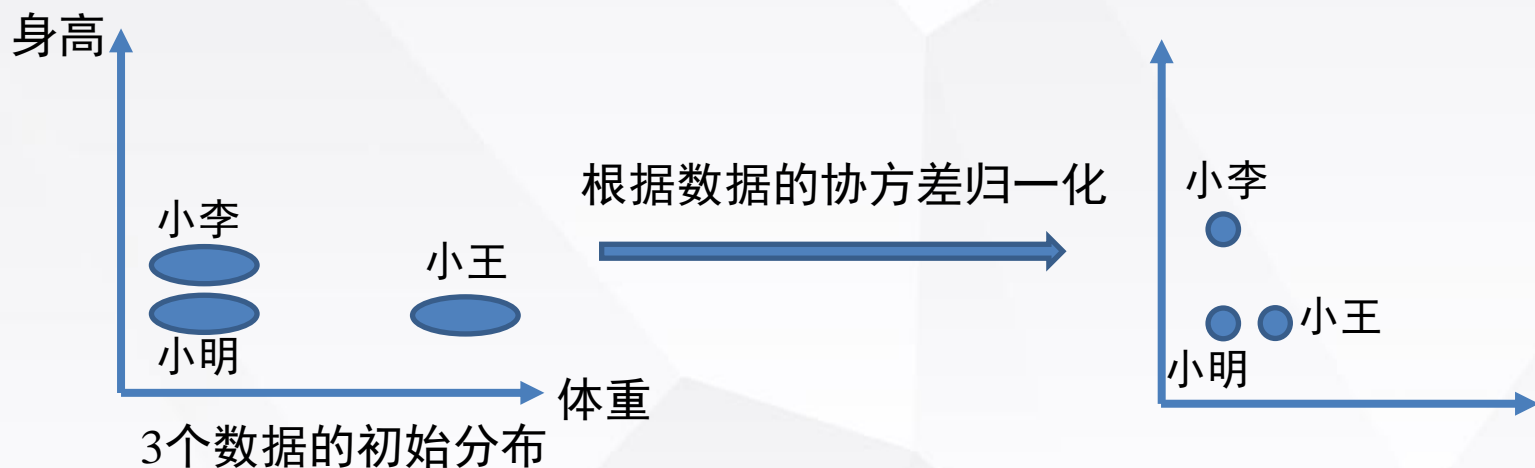 身高
小李
小王
小明
体重
3个数据的初始分布
根据数据的协方差归一化
小李
小王
小明